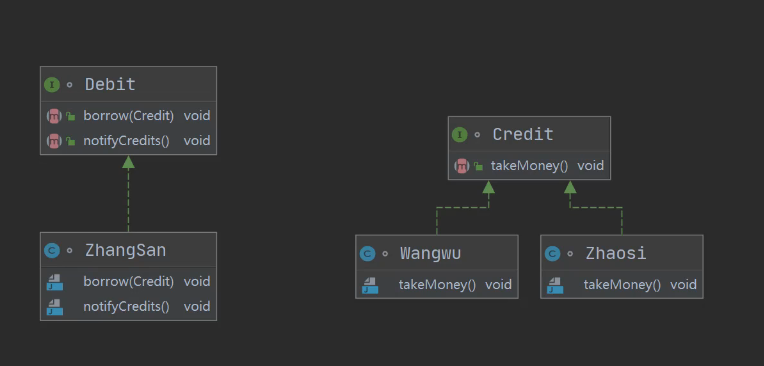 Debit
borrow(Credit) void
notifyCredits() void
ZhangSan
borrow(Credit) void
notifyCredits() void
Credit
takeMoney() void
Wangwu
takeMoney() void
Zhaosi
takeMoney() void